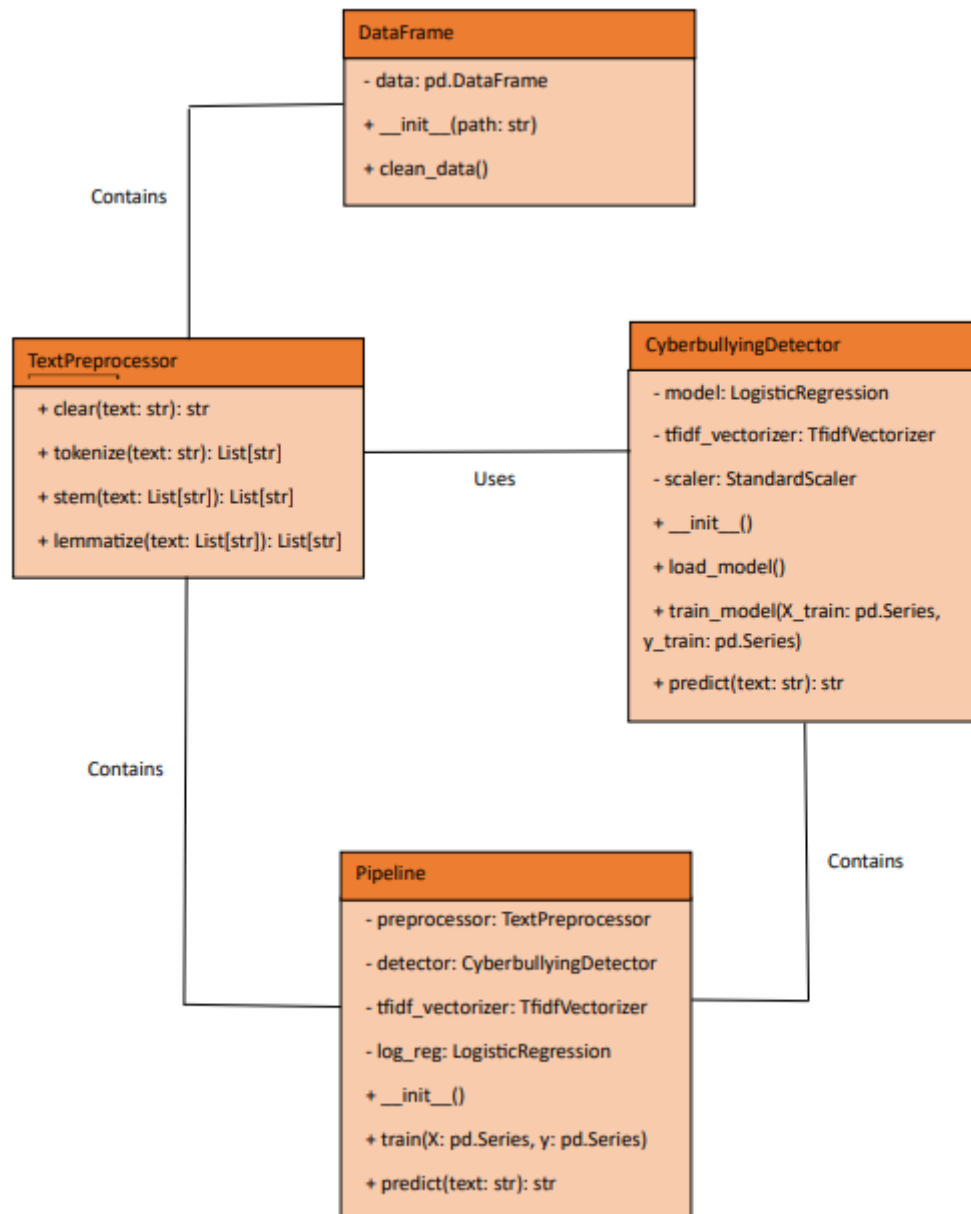 DataFrame
- data: pd.DataFrame
+ __init__(path: str)
+ clean_data()
Contains
TextPreprocessor
+ clear(text: str): str
+ tokenize(text: str): List[str]
+ stem(text: List[str]): List[str]
+ lemmatize(text: List[str]): List[str]
Uses
CyberbullyingDetector
- model: LogisticRegression
- tfidf_vectorizer: TfidfVectorizer
- scaler: StandardScaler
+ __init__()
+ load_model()
+ train_model(X_train: pd.Series,
y_train: pd.Series)
+ predict(text: str): str
Contains
Contains
Pipeline
- preprocessor: TextPreprocessor
- detector: CyberbullyingDetector
- tfidf_vectorizer: TfidfVectorizer
- log_reg: LogisticRegression
+ __init__()
+ train(X: pd.Series, y: pd.Series)
+ predict(text: str): str